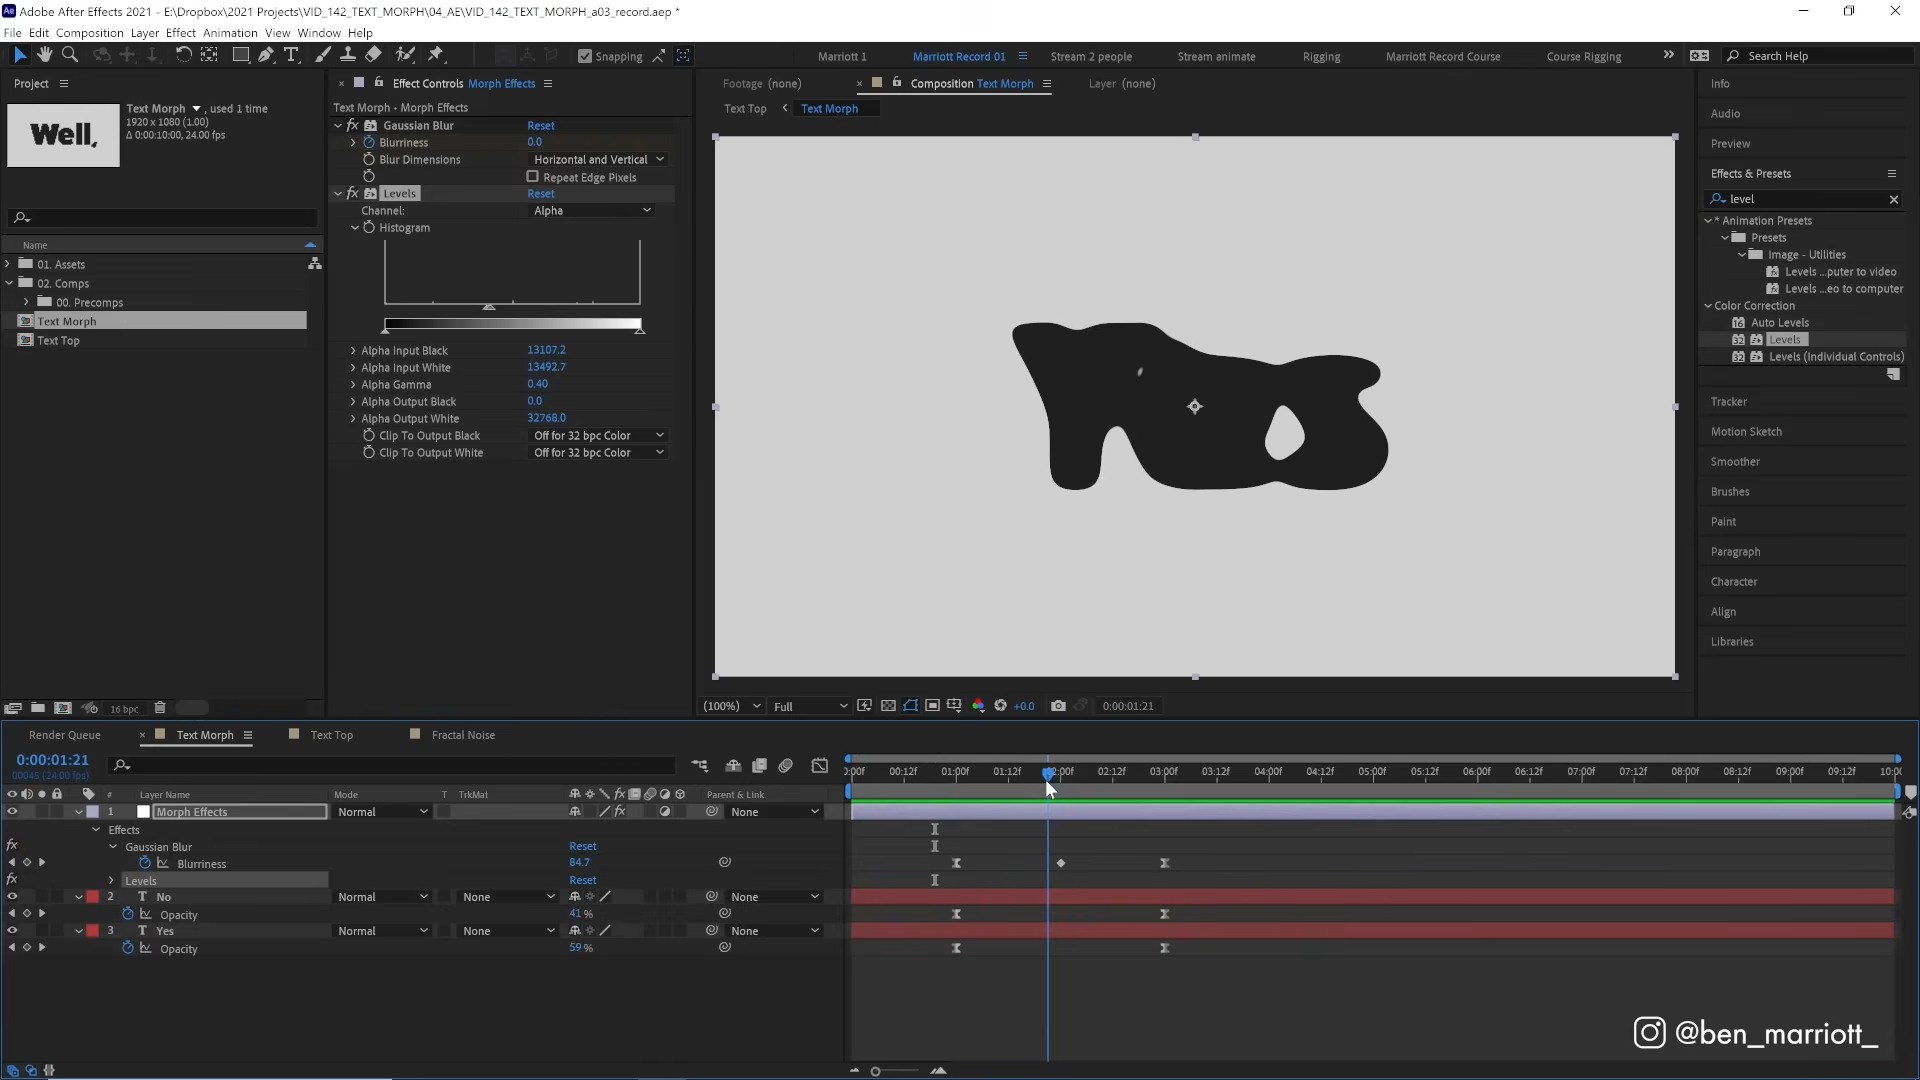 Adobe After Effects 2021 - E:\Dropbox\2021 Projects\VID_142_TEXT_MORPH\04_AE\VID_142_TEXT_MORPH_a03_record.aep *
File Edit Composition Layer Effect Animation View Window Help
Snapping Marriott 1 Marriott Record 01 Stream 2 people Stream animate Rigging Marriott Record Course Course Rigging Search Help
Project
Text Morph , used 1 time
1920 x 1080 (1.00)
Δ 0:00:10:00, 24.00 fps
Well,
Name
01. Assets
02. Comps
00. Precomps
Text Morph
Text Top
16 bpc
Effect Controls Morph Effects
Text Morph • Morph Effects
fx Gaussian Blur Reset
Blurriness 0.0
Blur Dimensions Horizontal and Vertical
Repeat Edge Pixels
fx Levels Reset
Channel: Alpha
Histogram
Alpha Input Black 13107.2
Alpha Input White 13492.7
Alpha Gamma 0.40
Alpha Output Black 0.0
Alpha Output White 32768.0
Clip To Output Black Off for 32 bpc Color
Clip To Output White Off for 32 bpc Color
Footage (none) Composition Text Morph Layer (none)
Text Top Text Morph
(100%) Full +0.0 0:00:01:21
Info
Audio
Preview
Effects & Presets
level
* Animation Presets
Presets
Image - Utilities
Levels ...puter to video
Levels ...eo to computer
Color Correction
Auto Levels
Levels
Levels (Individual Controls)
Tracker
Motion Sketch
Smoother
Brushes
Paint
Paragraph
Character
Align
Libraries
Render Queue Text Morph Text Top Fractal Noise
0:00:01:21
00045 (24.00 fps)
:00f 00:12f 01:00f 01:12f 02:00f 02:12f 03:00f 03:12f 04:00f 04:12f 05:00f 05:12f 06:00f 06:12f 07:00f 07:12f 08:00f 08:12f 09:00f 09:12f 10:0
# Layer Name Mode T TrkMat Parent & Link
1 Morph Effects Normal None
Effects
Gaussian Blur Reset
Blurriness 84.7
Levels Reset
2 T No Normal None None
Opacity 41 %
3 T Yes Normal None None
Opacity 59 %
@ben_marriott_